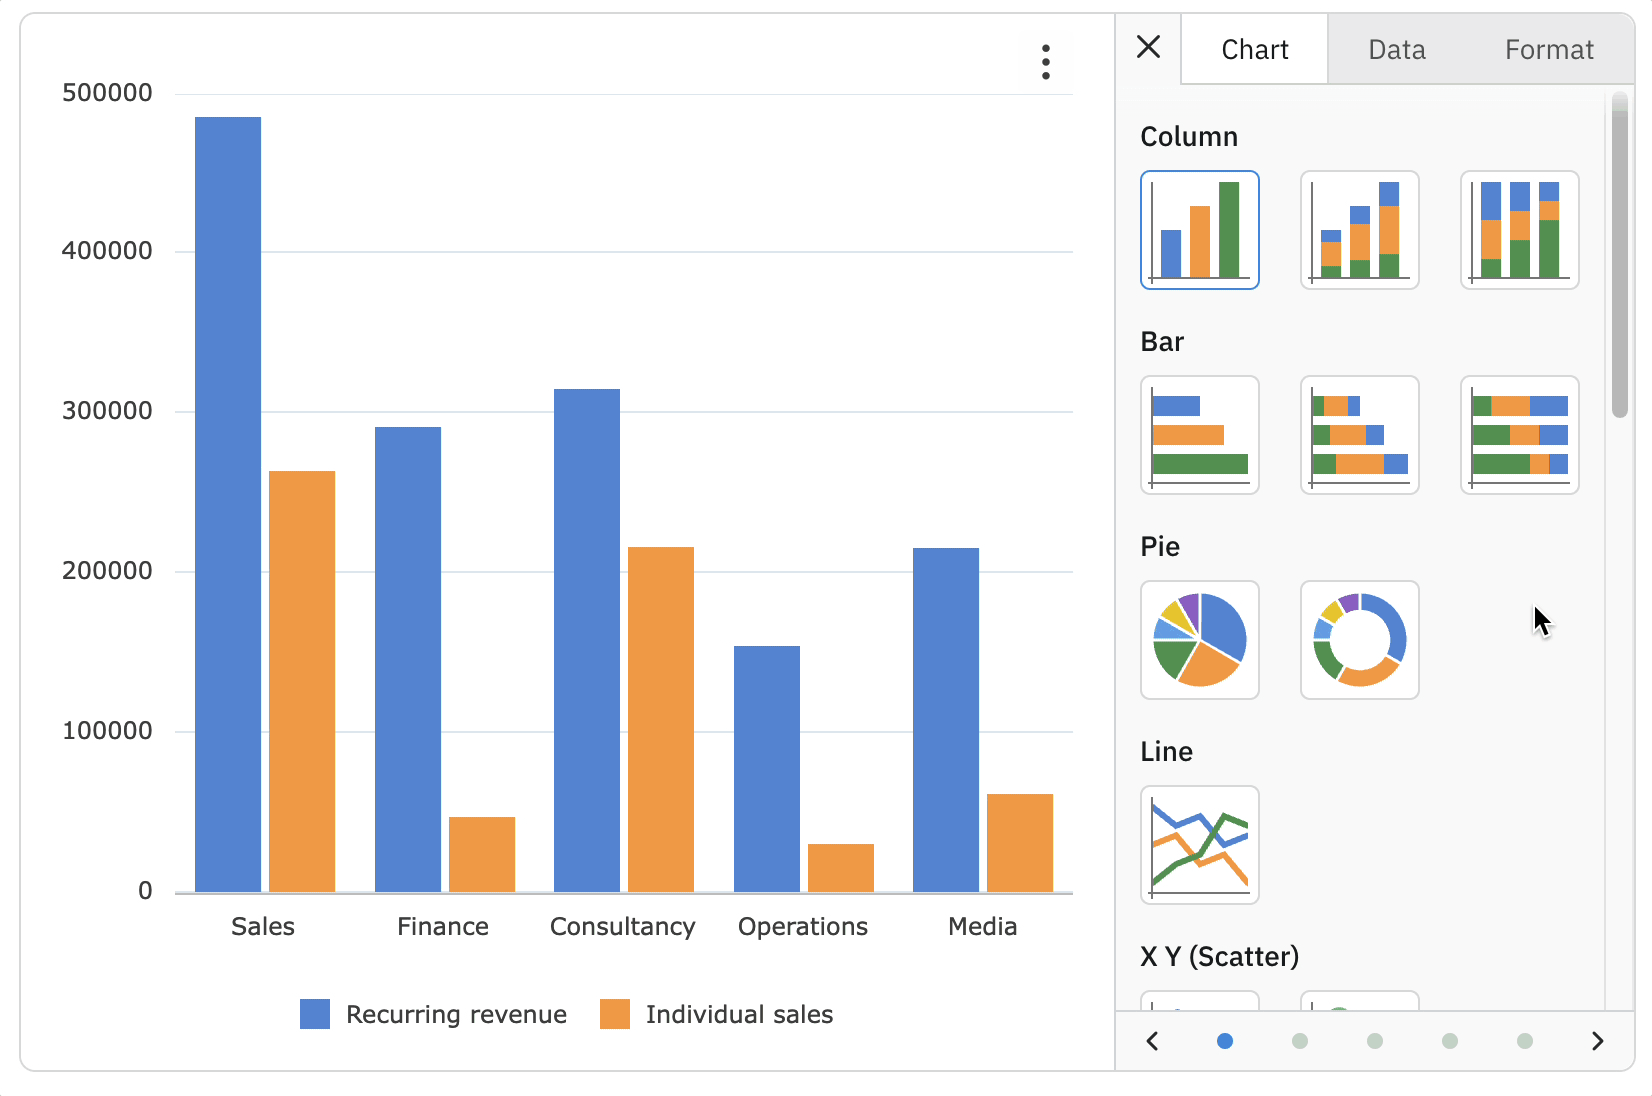 Chart Data Format
500000
400000
300000
200000
100000
0
Sales Finance Consultancy Operations Media
Recurring revenue Individual sales
Column
Bar
Pie
Line
X Y (Scatter)